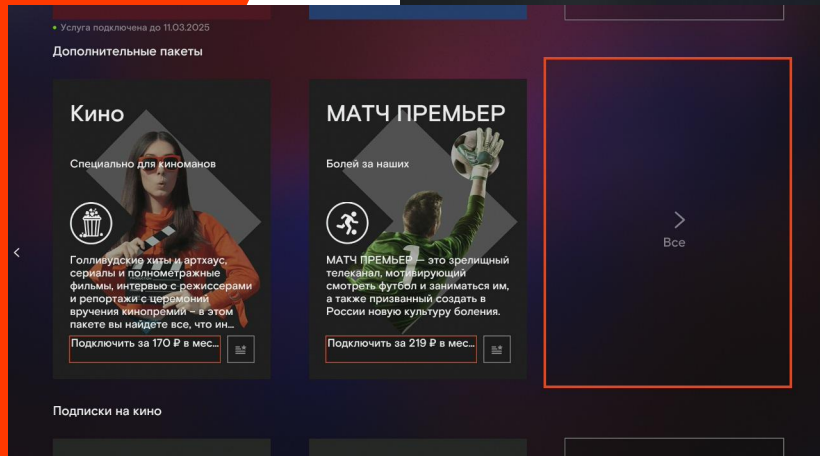 Услуга подключена до 11.03.2025
Дополнительные пакеты
Кино
Специально для киноманов
Голливудские хиты и артхаус,
сериалы и полнометражные
фильмы, интервью с режиссерами
и репортажи с церемоний
вручения кинопремий – в этом
пакете вы найдете все, что ин...
Подключить за 170 ₽ в мес...
МАТЧ ПРЕМЬЕР
Болей за наших
МАТЧ ПРЕМЬЕР — это зрелищный
телеканал, мотивирующий
смотреть футбол и заниматься им,
а также призванный создать в
России новую культуру боления.
Подключить за 219 ₽ в мес...
Все
Подписки на кино